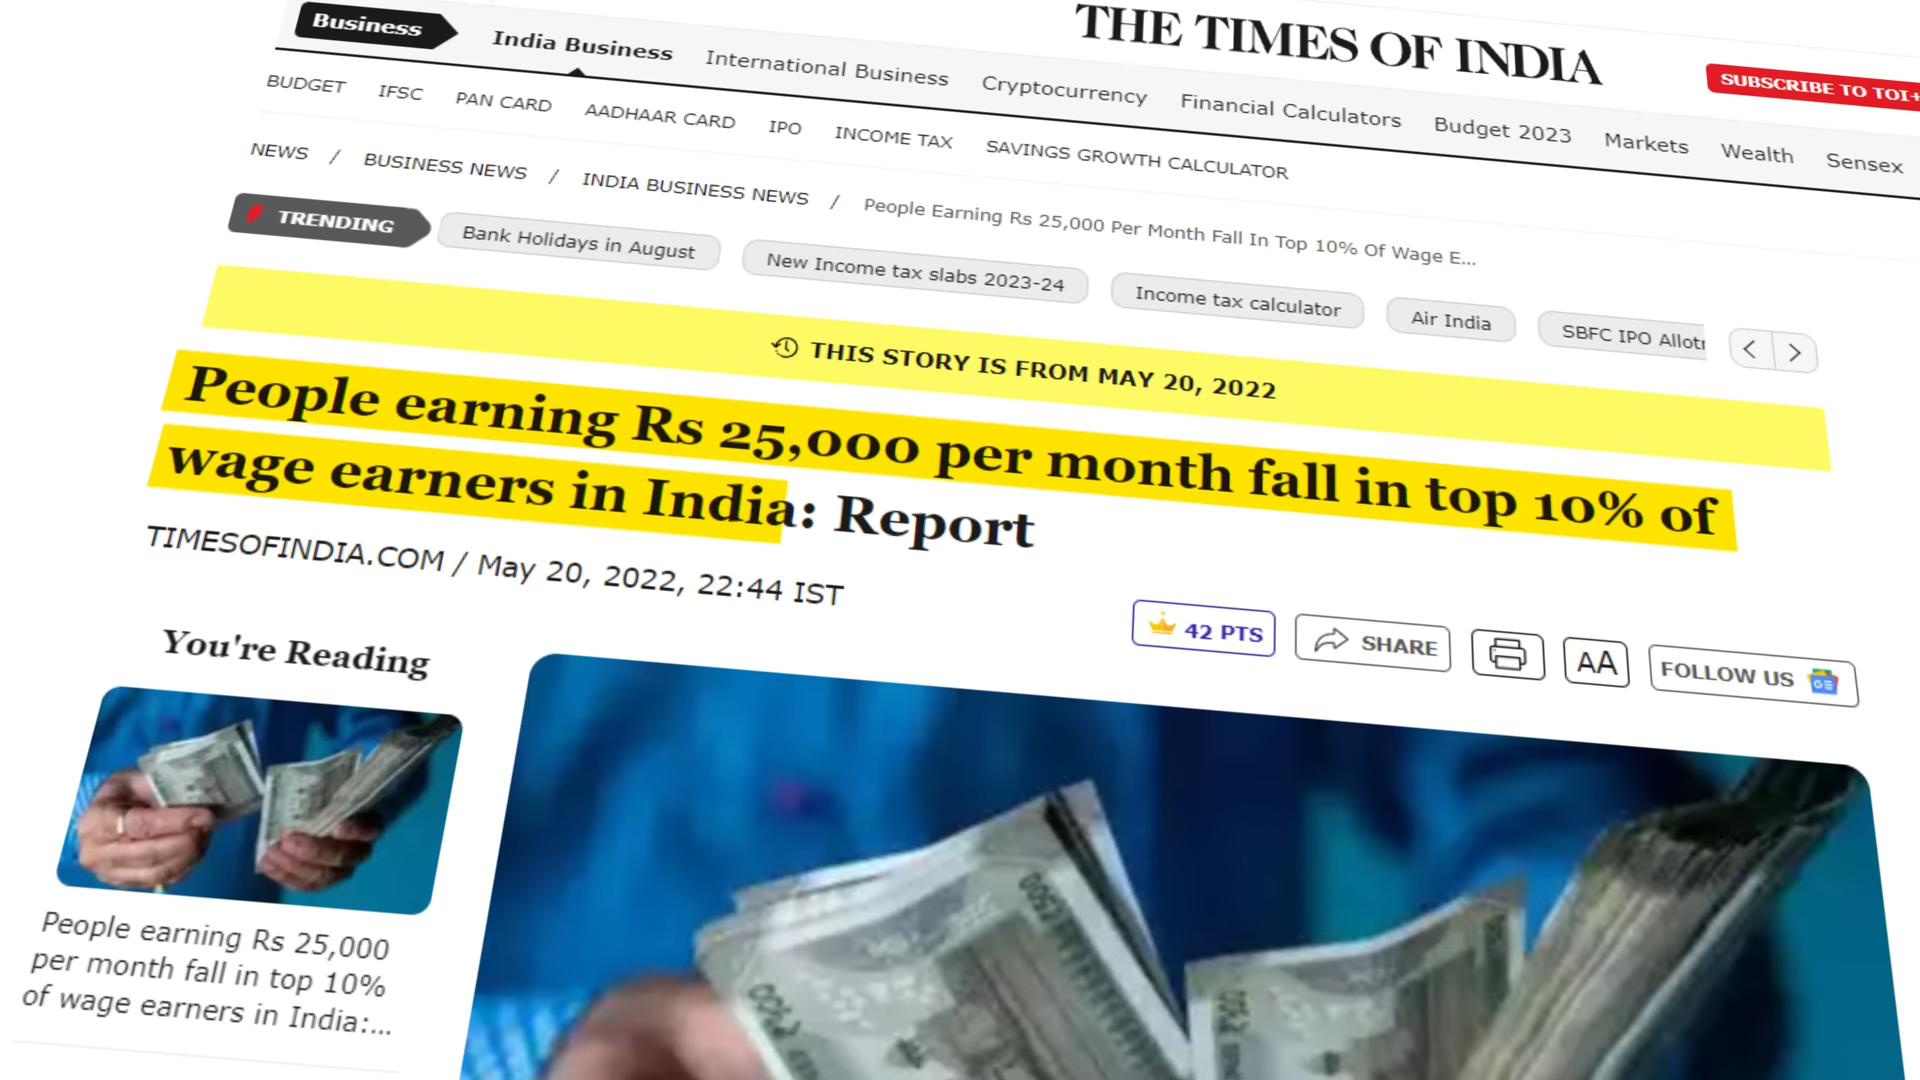 THE TIMES OF INDIA
SUBSCRIBE TO TOI+
Business India Business International Business Cryptocurrency Financial Calculators Budget 2023 Markets Wealth Sensex
BUDGET IFSC PAN CARD AADHAAR CARD IPO INCOME TAX SAVINGS GROWTH CALCULATOR
NEWS / BUSINESS NEWS / INDIA BUSINESS NEWS / People Earning Rs 25,000 Per Month Fall In Top 10% Of Wage E...
TRENDING Bank Holidays in August New Income tax slabs 2023-24 Income tax calculator Air India SBFC IPO
THIS STORY IS FROM MAY 20, 2022
People earning Rs 25,000 per month fall in top 10% of
wage earners in India: Report
TIMESOFINDIA.COM / May 20, 2022, 22:44 IST
42 PTS SHARE AA FOLLOW US
You're Reading
People earning Rs 25,000
per month fall in top 10%
of wage earners in India:...